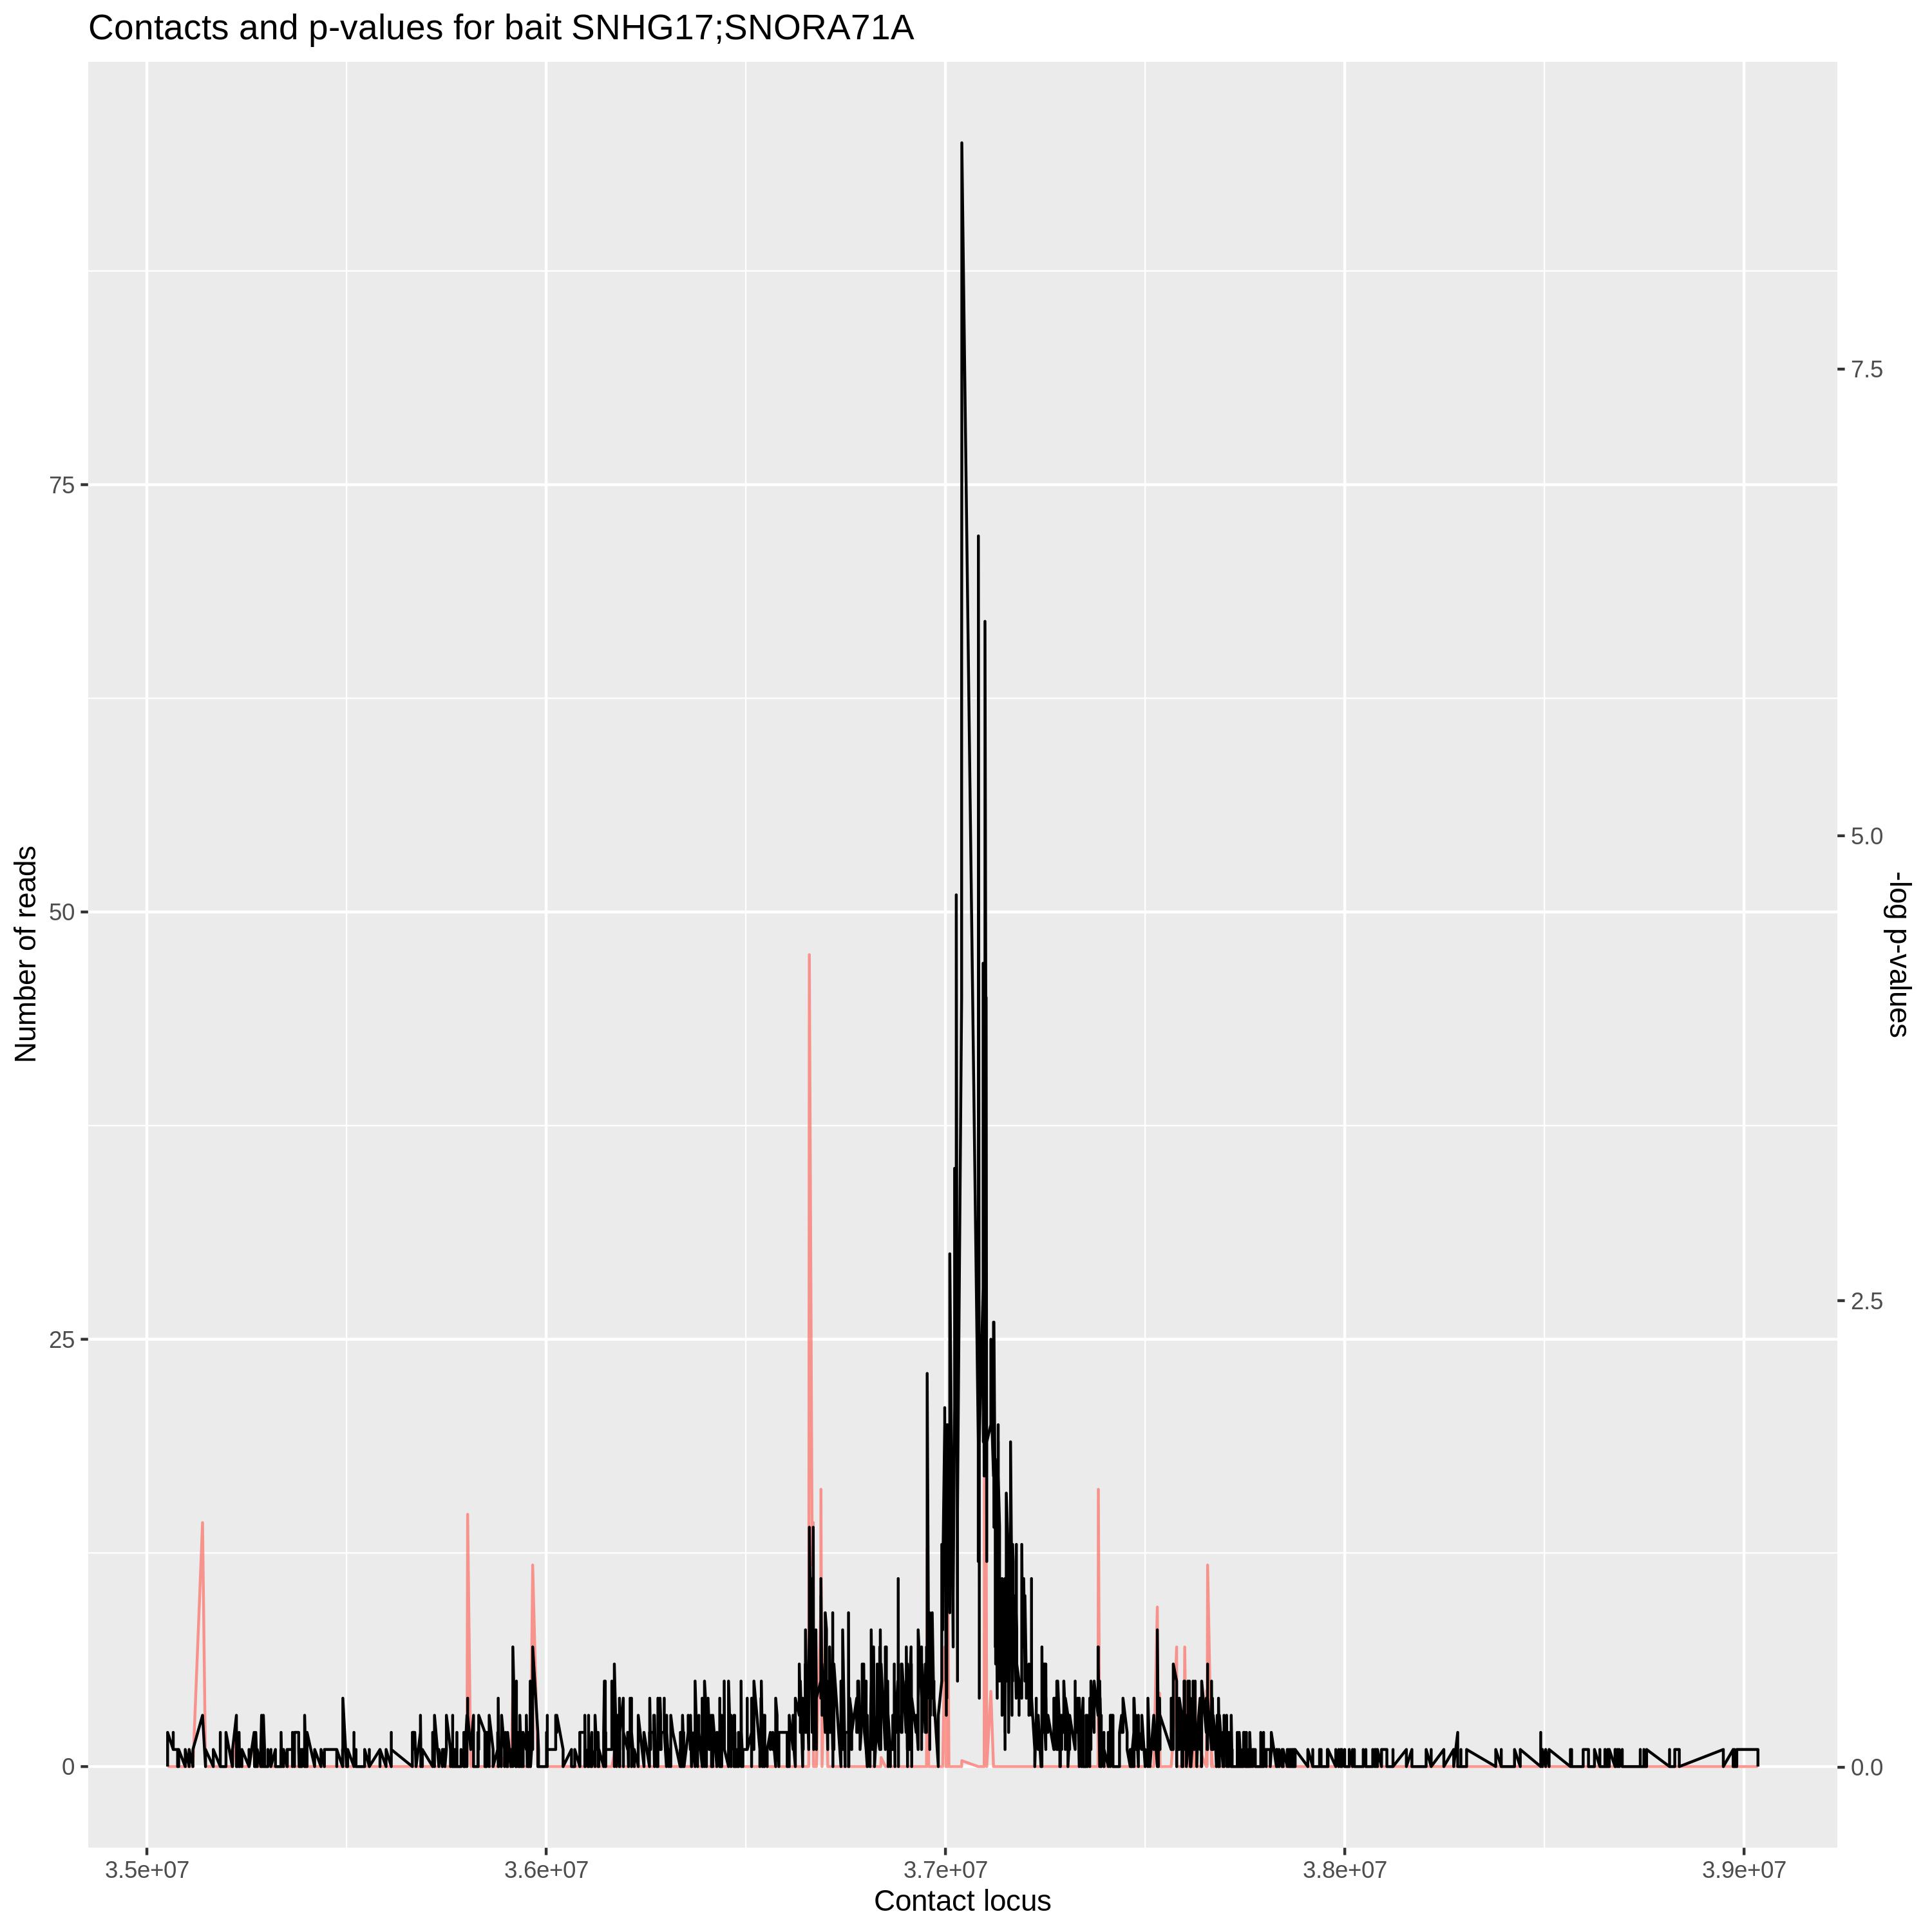 Contacts and p-values for bait SNHG17;SNORA71A
Number of reads
75
50
25
0
7.5
5.0
2.5
0.0
-log p-values
3.5e+07 3.6e+07 3.7e+07 3.8e+07 3.9e+07
Contact locus